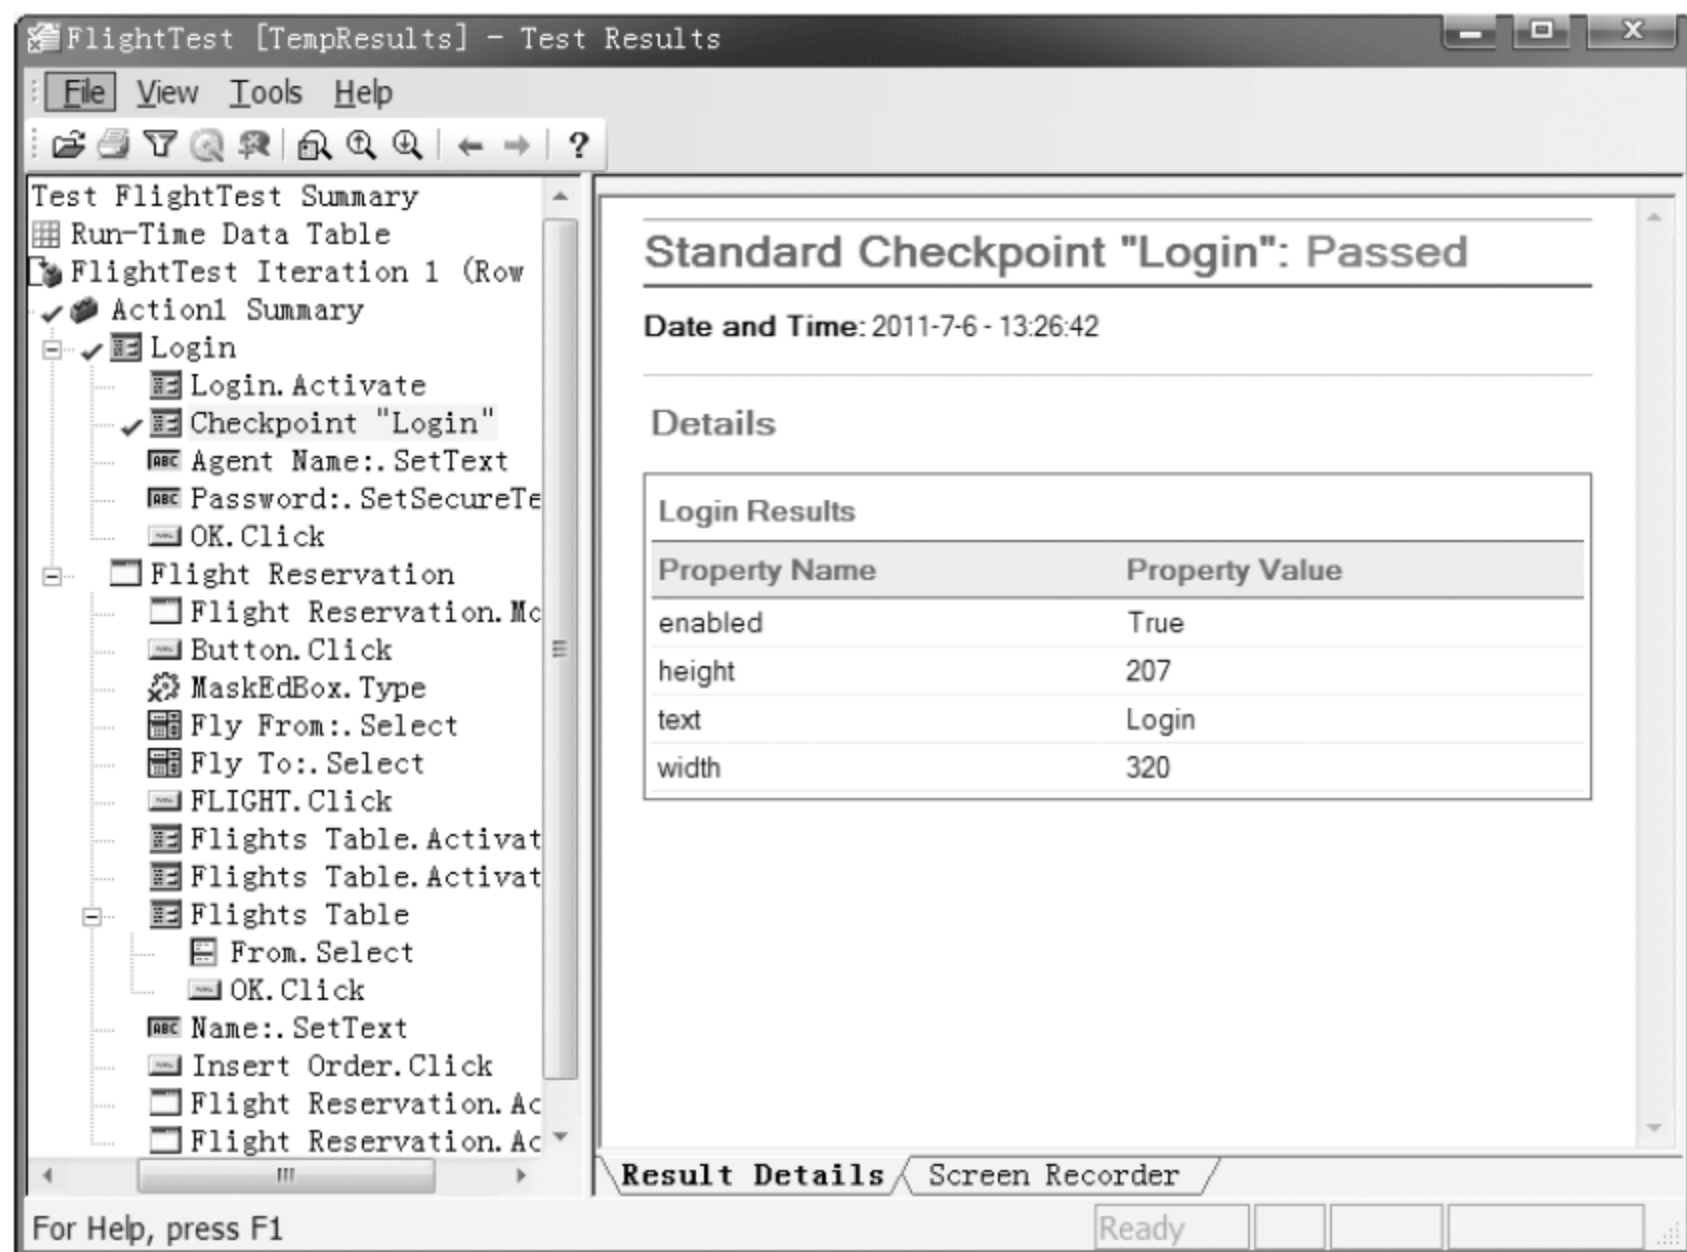 FlightTest [TempResults] - Test Results
File View Tools Help
?
Test FlightTest Summary
Run-Time Data Table
FlightTest Iteration 1 (Row
Action1 Summary
Login
Login.Activate
Checkpoint "Login"
ABC Agent Name:.SetText
ABC Password:.SetSecureTe
OK.Click
Flight Reservation
Flight Reservation.Mo
Button.Click
MaskEdBox.Type
Fly From:.Select
Fly To:.Select
FLIGHT.Click
Flights Table.Activat
Flights Table.Activat
Flights Table
From.Select
OK.Click
ABC Name:.SetText
Insert Order.Click
Flight Reservation.Ac
Flight Reservation.Ac
Standard Checkpoint "Login": Passed
Date and Time: 2011-7-6 - 13:26:42
Details
Login Results
Property Name Property Value
enabled True
height 207
text Login
width 320
Result Details Screen Recorder
For Help, press F1 Ready